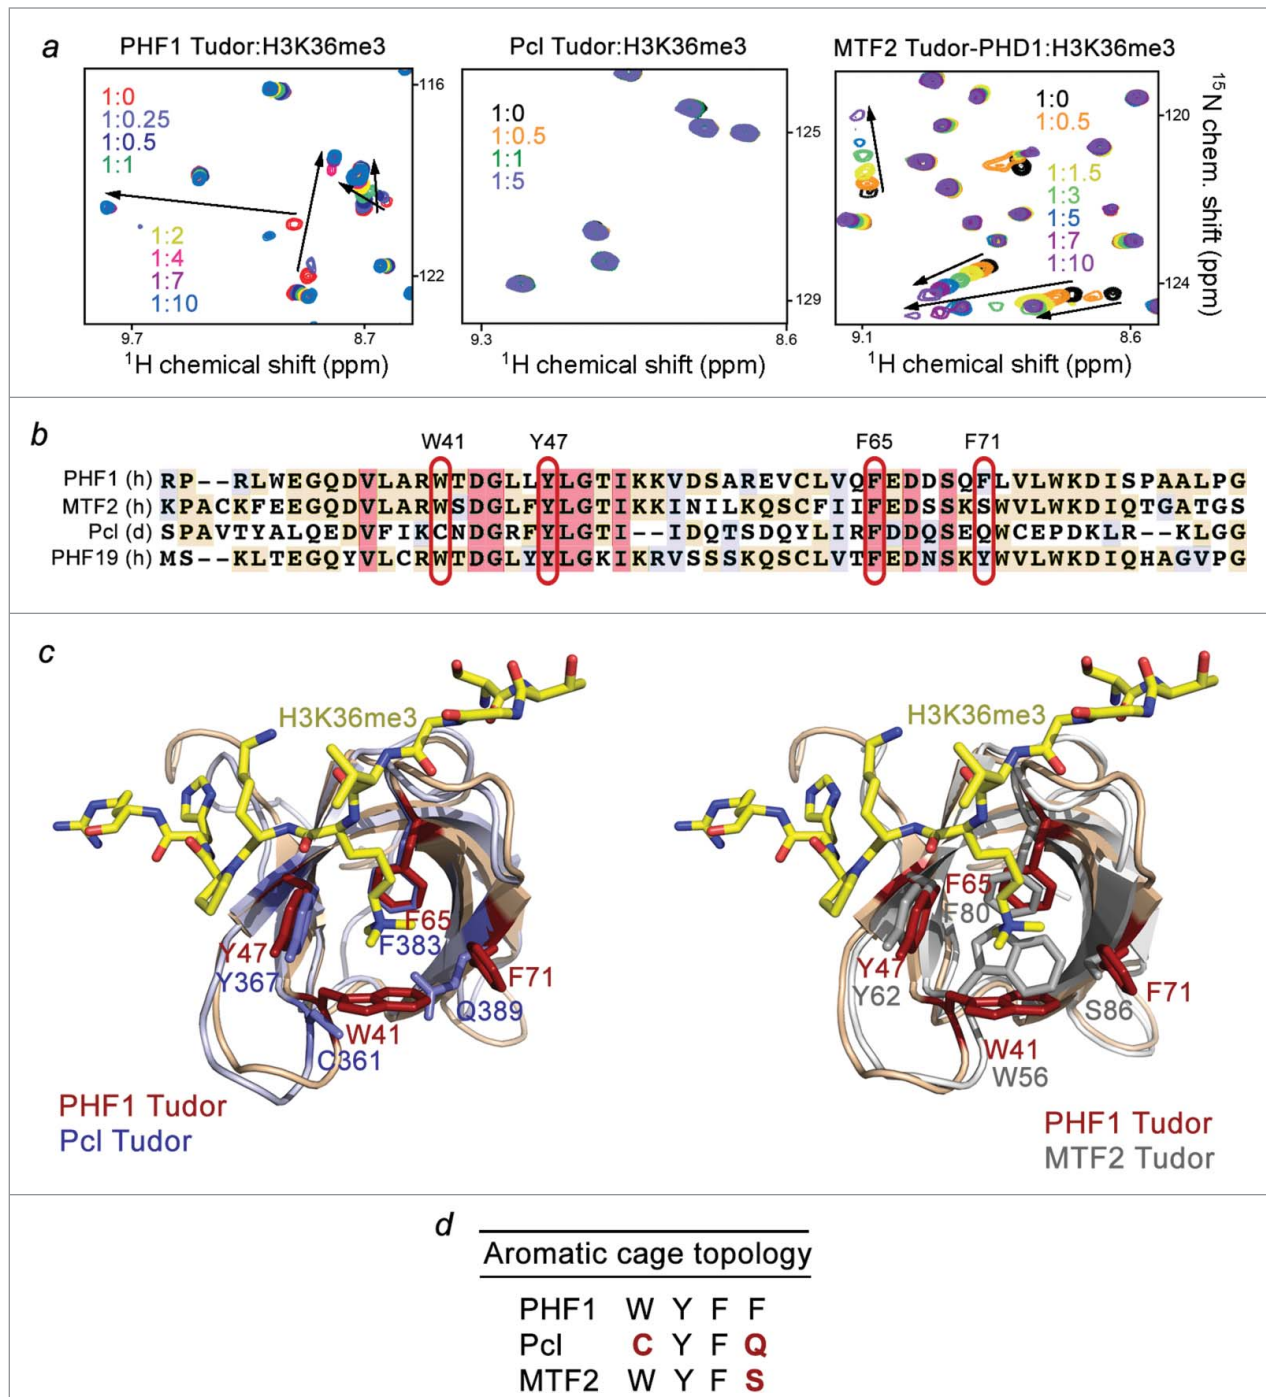 a
PHF1 Tudor:H3K36me3
1:0
1:0.25
1:0.5
1:1
1:2
1:4
1:7
1:10
116
122
9.7
8.7
1H chemical shift (ppm)
Pcl Tudor:H3K36me3
1:0
1:0.5
1:1
1:5
125
129
9.3
8.6
1H chemical shift (ppm)
MTF2 Tudor-PHD1:H3K36me3
1:0
1:0.5
1:1.5
1:3
1:5
1:7
1:10
120
124
9.1
8.6
1H chemical shift (ppm)
15N chem. shift (ppm)
b
W41 Y47 F65 F71
PHF1 (h) RP--RLWEGQDVLARWTDGLLYLGTIKKVDSAREVCLVQFEDDSQFLVLWKDISPAALPG
MTF2 (h) KPACKFEEGQDVLARWSDGLFYLGTIKKINILKQSCFIIFEDSSKSWVLWKDIQTGATGS
Pcl (d) SPAVTYALQEDVFIKCNDGRFYLGTI--IDQTSDQYLIRFDDQSEQWCEPDKLR--KLGG
PHF19 (h) MS--KLTEGQYVLCRWTDGLYYLGKIKRVSSSKQSCLVTFEDNSKYWVLWKDIQHAGVPG
c
H3K36me3
F65
F383
Y47
Y367
F71
Q389
W41
C361
PHF1 Tudor
Pcl Tudor
H3K36me3
F65
F80
Y47
Y62
F71
S86
W41
W56
PHF1 Tudor
MTF2 Tudor
d
Aromatic cage topology
PHF1 W Y F F
Pcl C Y F Q
MTF2 W Y F S